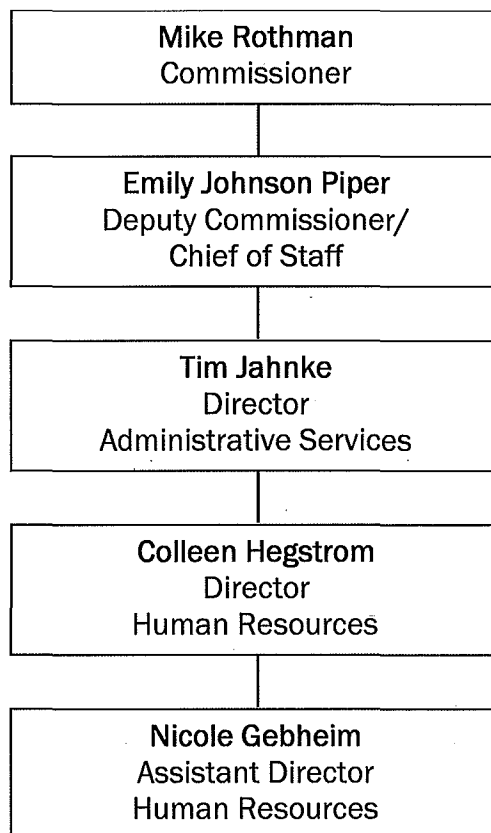 Mike Rothman
Commissioner
Emily Johnson Piper
Deputy Commissioner/
Chief of Staff
Tim Jahnke
Director
Administrative Services
Colleen Hegstrom
Director
Human Resources
Nicole Gebheim
Assistant Director
Human Resources